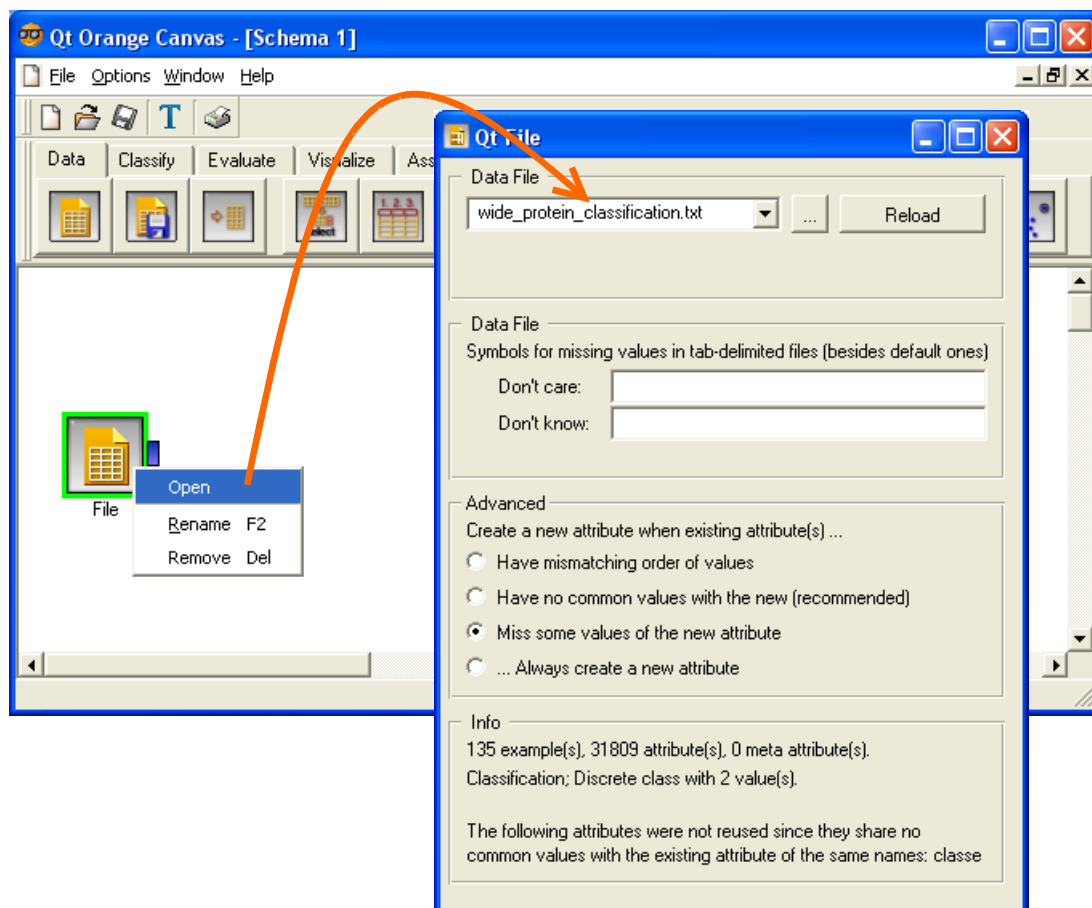 Qt Orange Canvas - [Schema 1]
File Options Window Help
T
Data Classify Evaluate Visualize Ass
select
1. 2. 3.
File
Open
Rename F2
Remove Del
Qt File
Data File
wide_protein_classification.txt ... Reload
Data File
Symbols for missing values in tab-delimited files (besides default ones)
Don't care:
Don't know:
Advanced
Create a new attribute when existing attribute(s) ...
Have mismatching order of values
Have no common values with the new (recommended)
Miss some values of the new attribute
... Always create a new attribute
Info
135 example(s), 31809 attribute(s), 0 meta attribute(s).
Classification; Discrete class with 2 value(s).
The following attributes were not reused since they share no
common values with the existing attribute of the same names: classe